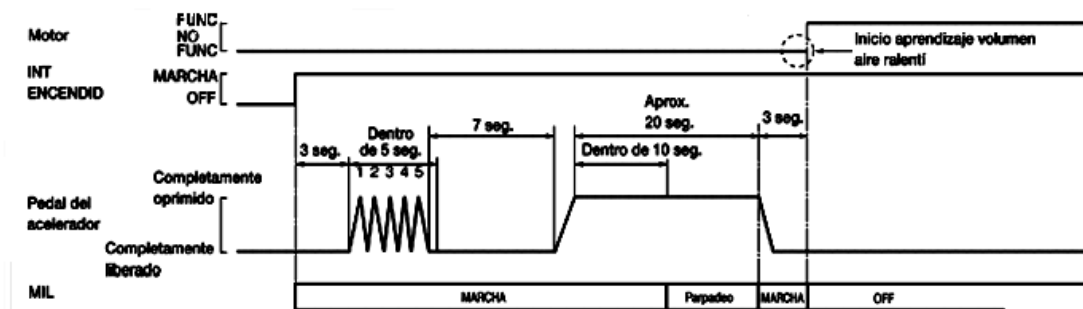 Motor
FUNC
NO
FUNC
Inicio aprendizaje volumen
aire ralentí
INT
ENCENDID
MARCHA
OFF
3 seg.
Dentro
de 5 seg.
7 seg.
Aprox.
20 seg.
3 seg.
Dentro de 10 seg.
1 2 3 4 5
Pedal del
acelerador
Completamente
oprimido
Completamente
liberado
MIL
MARCHA
Parpadeo
MARCHA
OFF